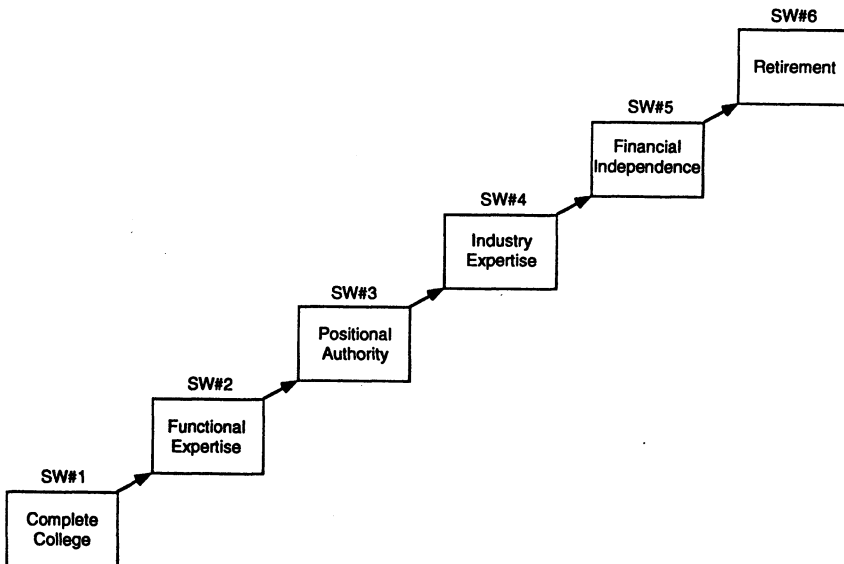 SW#6
Retirement
SW#5
Financial
Independence
SW#4
Industry
Expertise
SW#3
Positional
Authority
SW#2
Functional
Expertise
SW#1
Complete
College